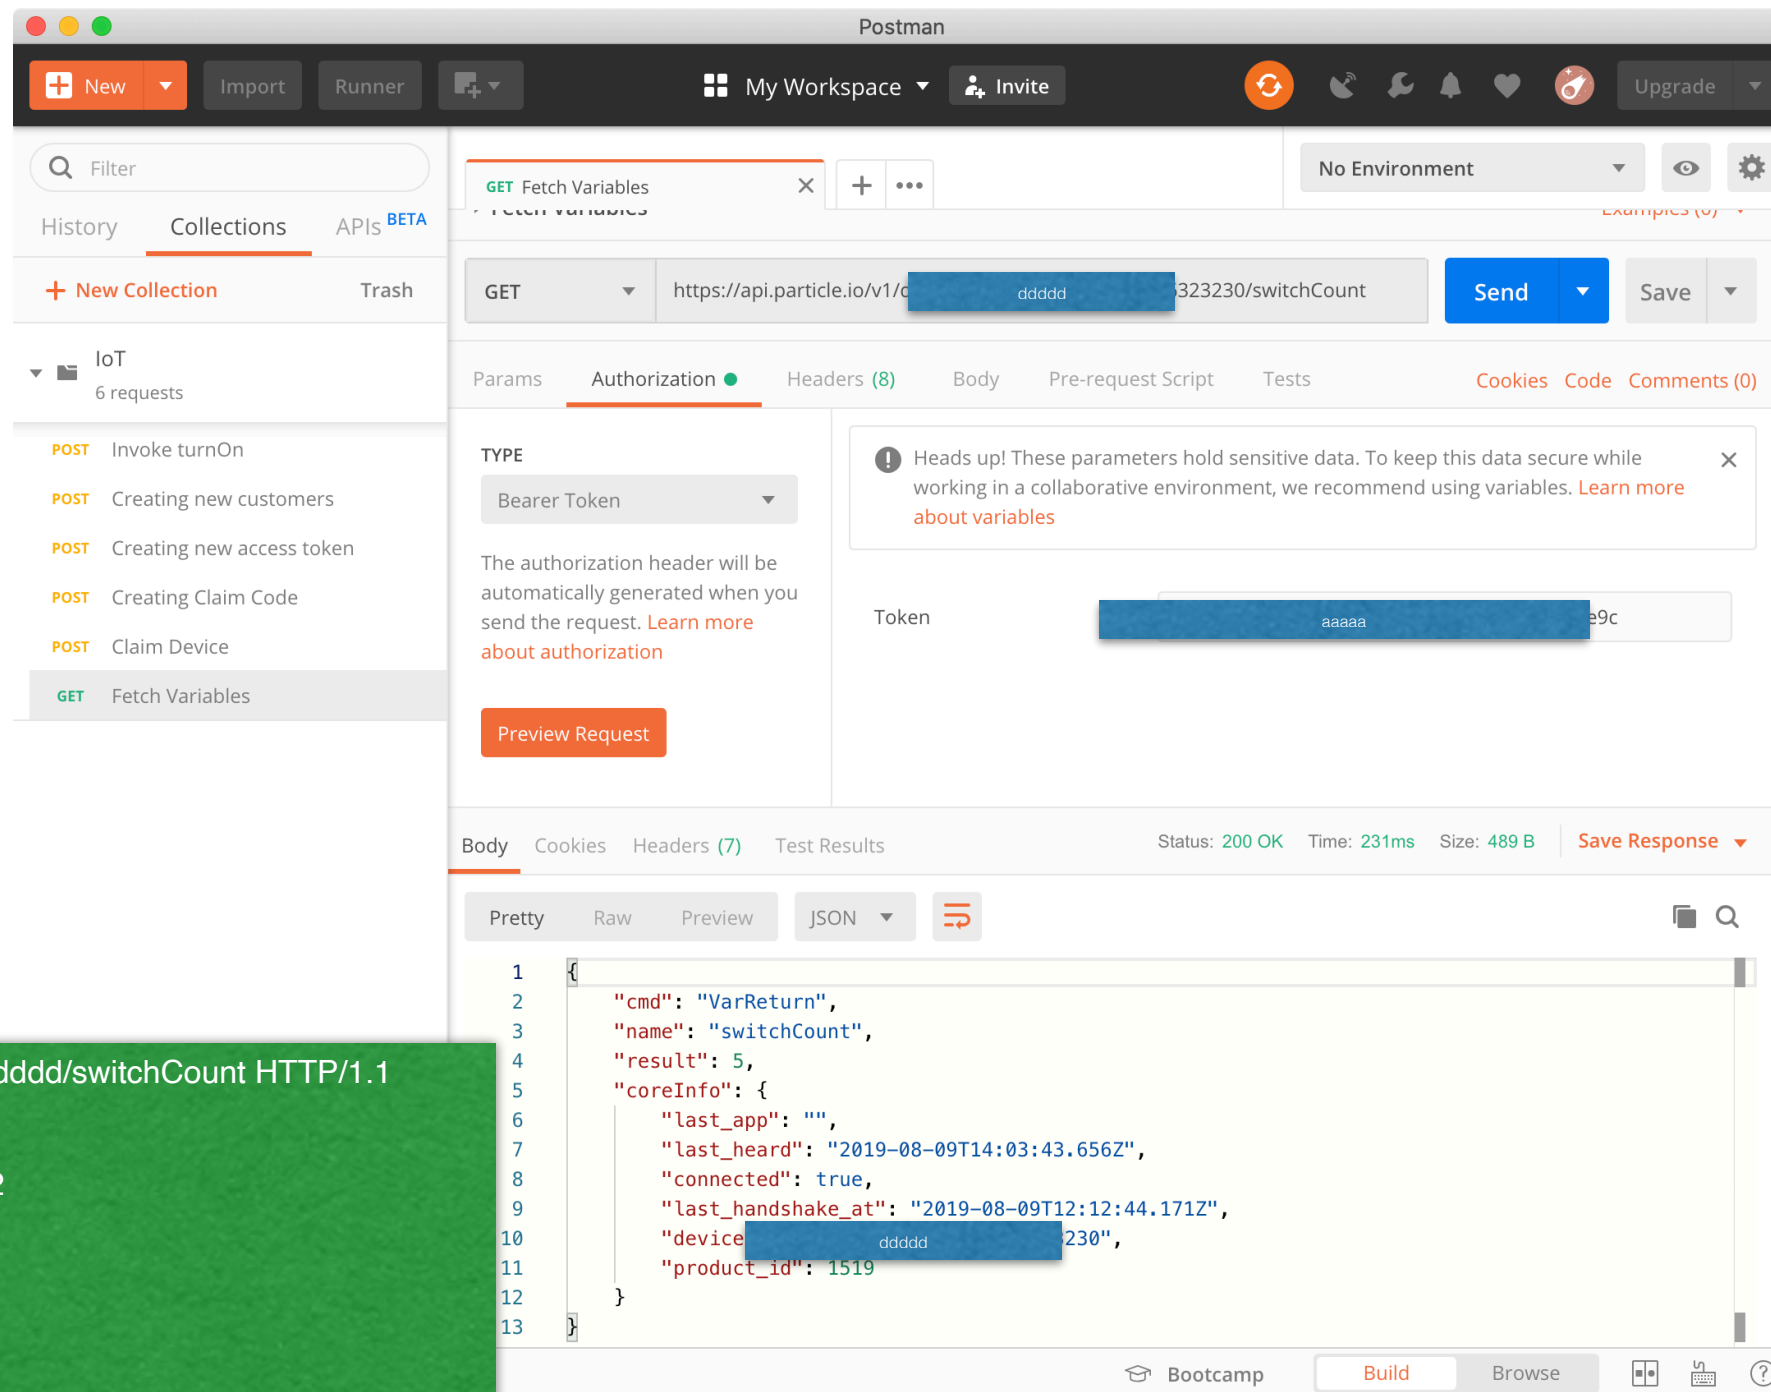 Postman
New
Import
Runner
My Workspace
Invite
Upgrade
Filter
History
Collections
APIs BETA
+ New Collection
Trash
IoT
6 requests
POST Invoke turnOn
POST Creating new customers
POST Creating new access token
POST Creating Claim Code
POST Claim Device
GET Fetch Variables
GET Fetch Variables
No Environment
Fetch Variables
Examples (0)
GET
https://api.particle.io/v1/d
ddddd
323230/switchCount
Send
Save
Params
Authorization
Headers (8)
Body
Pre-request Script
Tests
Cookies
Code
Comments (0)
TYPE
Bearer Token
The authorization header will be
automatically generated when you
send the request. Learn more
about authorization
Preview Request
Heads up! These parameters hold sensitive data. To keep this data secure while
working in a collaborative environment, we recommend using variables. Learn more
about variables
Token
aaaaa
e9c
Body
Cookies
Headers (7)
Test Results
Status: 200 OK
Time: 231ms
Size: 489 B
Save Response
Pretty
Raw
Preview
JSON
1 {
2 "cmd": "VarReturn",
3 "name": "switchCount",
4 "result": 5,
5 "coreInfo": {
6 "last_app": "",
7 "last_heard": "2019-08-09T14:03:43.656Z",
8 "connected": true,
9 "last_handshake_at": "2019-08-09T12:12:44.171Z",
10 "device ddddd 230",
11 "product_id": 1519
12 }
13 }
dddd/switchCount HTTP/1.1
Bootcamp
Build
Browse